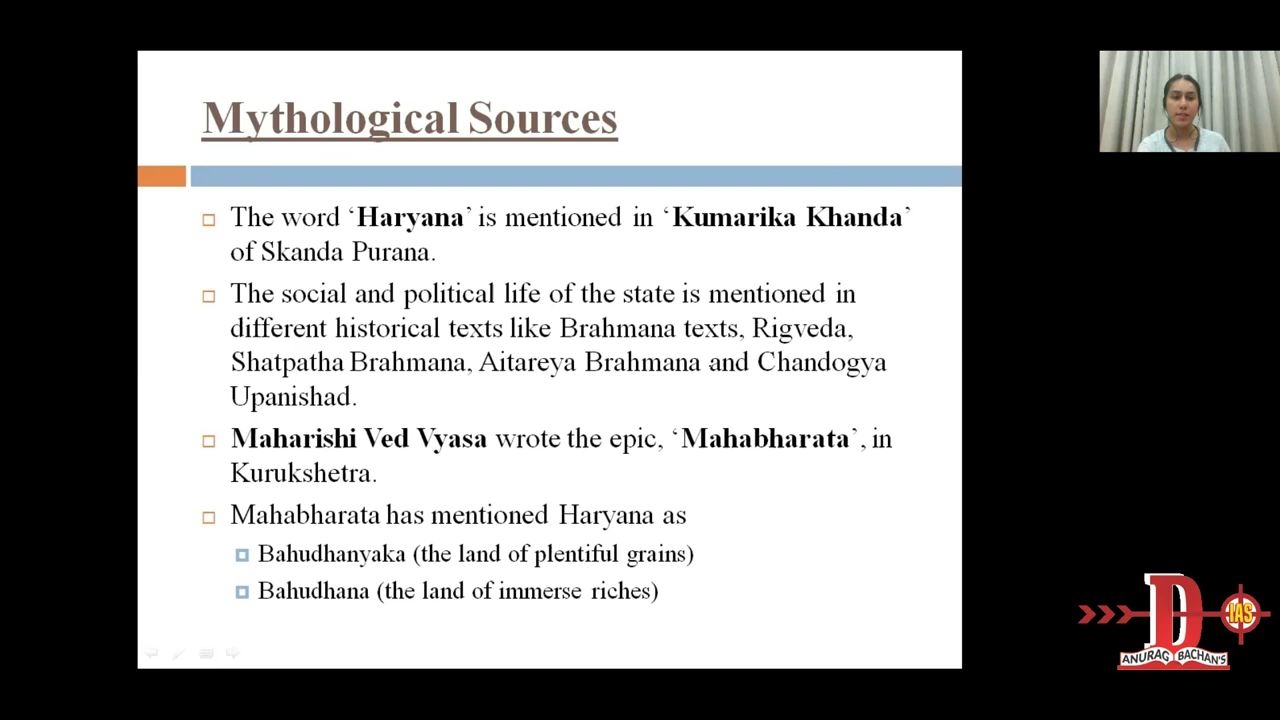 Mythological Sources
The word ‘Haryana’ is mentioned in ‘Kumarika Khanda’
of Skanda Purana.
The social and political life of the state is mentioned in
different historical texts like Brahmana texts, Rigveda,
Shatpatha Brahmana, Aitareya Brahmana and Chandogya
Upanishad.
Maharishi Ved Vyasa wrote the epic, ‘Mahabharata’, in
Kurukshetra.
Mahabharata has mentioned Haryana as
Bahudhanyaka (the land of plentiful grains)
Bahudhana (the land of immerse riches)
D IAS
ANURAG BACHAN'S